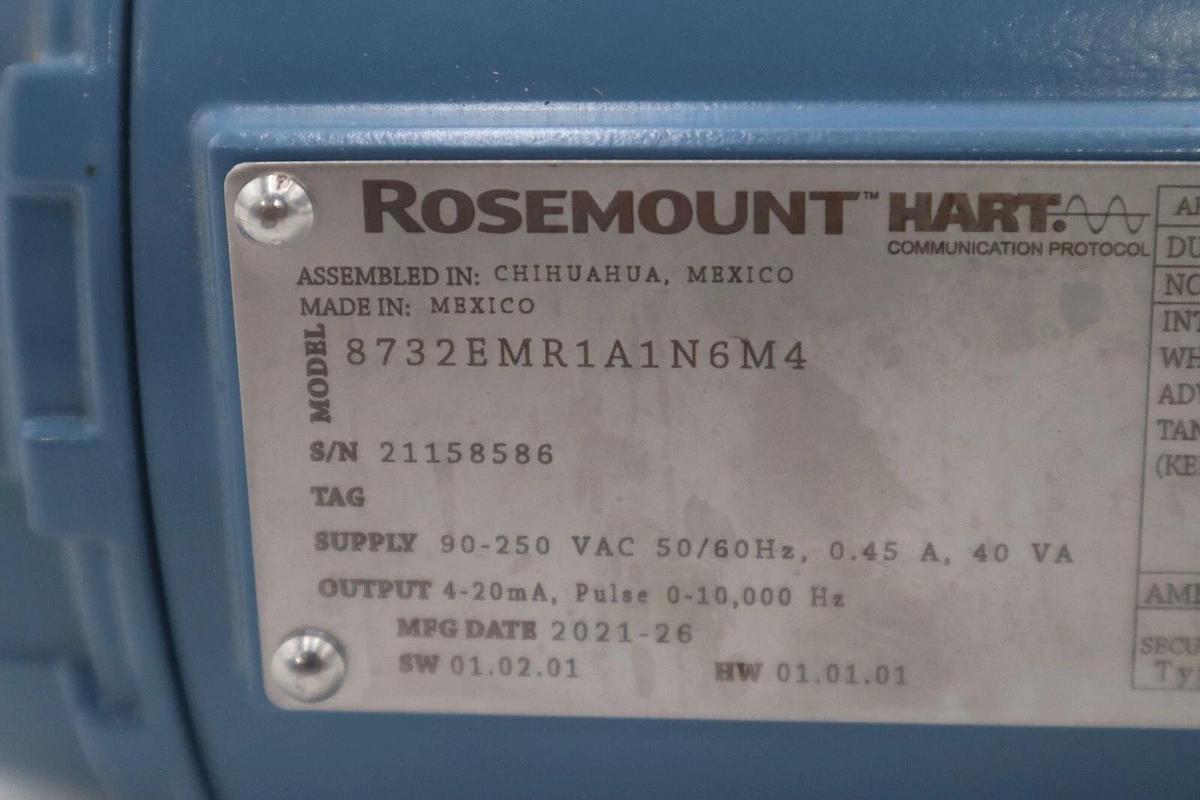 ROSEMOUNT™ HART
COMMUNICATION PROTOCOL
ASSEMBLED IN: CHIHUAHUA, MEXICO
MADE IN: MEXICO
MODEL 8732EMR1A1N6M4
S/N 21158586
TAG
SUPPLY 90-250 VAC 50/60Hz, 0.45 A, 40 VA
OUTPUT 4-20mA, Pulse 0-10,000 Hz
MFG DATE 2021-26
SW 01.02.01 HW 01.01.01